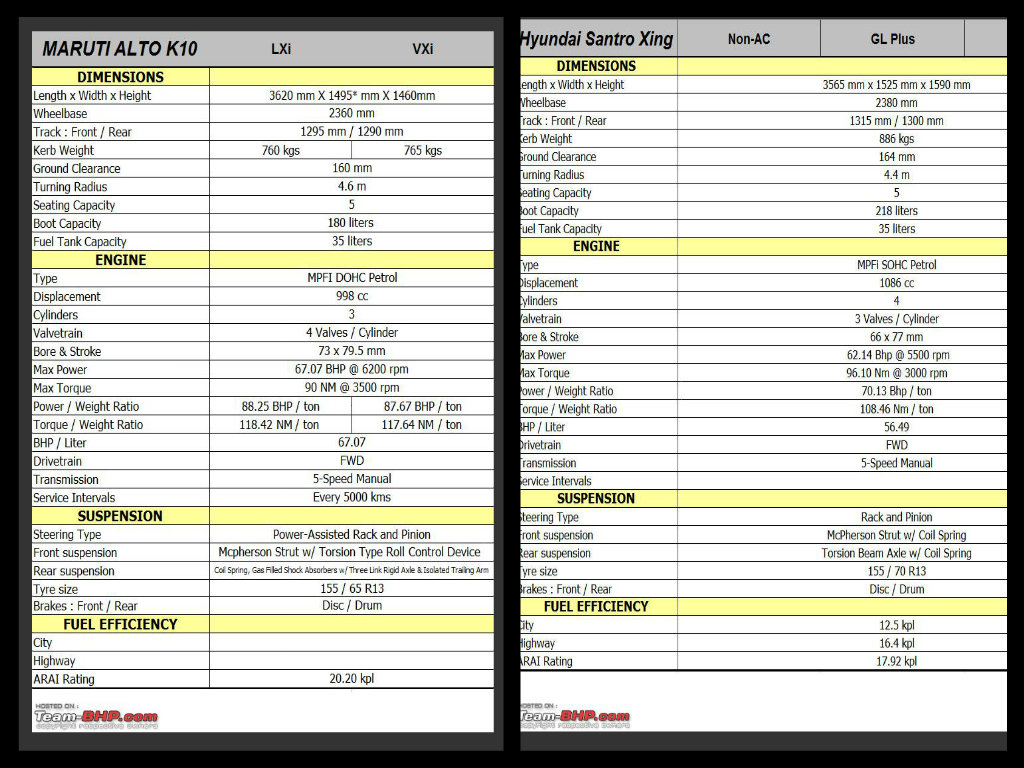 MARUTI ALTO K10 LXi VXi
DIMENSIONS
Length x Width x Height 3620 mm X 1495* mm X 1460mm
Wheelbase 2360 mm
Track : Front / Rear 1295 mm / 1290 mm
Kerb Weight 760 kgs 765 kgs
Ground Clearance 160 mm
Turning Radius 4.6 m
Seating Capacity 5
Boot Capacity 180 liters
Fuel Tank Capacity 35 liters
ENGINE
Type MPFI DOHC Petrol
Displacement 998 cc
Cylinders 3
Valvetrain 4 Valves / Cylinder
Bore & Stroke 73 x 79.5 mm
Max Power 67.07 BHP @ 6200 rpm
Max Torque 90 NM @ 3500 rpm
Power / Weight Ratio 88.25 BHP / ton 87.67 BHP / ton
Torque / Weight Ratio 118.42 NM / ton 117.64 NM / ton
BHP / Liter 67.07
Drivetrain FWD
Transmission 5-Speed Manual
Service Intervals Every 5000 kms
SUSPENSION
Steering Type Power-Assisted Rack and Pinion
Front suspension Mcpherson Strut w/ Torsion Type Roll Control Device
Rear suspension Coil Spring, Gas Filled Shock Absorbers w/ Three Link Rigid Axle & Isolated Trailing Arm
Tyre size 155 / 65 R13
Brakes : Front / Rear Disc / Drum
FUEL EFFICIENCY
City
Highway
ARAI Rating 20.20 kpl
HOSTED ON :
Team-BHP.com
copyright respective owners
Hyundai Santro Xing Non-AC GL Plus
DIMENSIONS
ength x Width x Height 3565 mm x 1525 mm x 1590 mm
Wheelbase 2380 mm
Track : Front / Rear 1315 mm / 1300 mm
Kerb Weight 886 kgs
Ground Clearance 164 mm
Turning Radius 4.4 m
Seating Capacity 5
Boot Capacity 218 liters
Fuel Tank Capacity 35 liters
ENGINE
Type MPFi SOHC Petrol
Displacement 1086 cc
Cylinders 4
Valvetrain 3 Valves / Cylinder
Bore & Stroke 66 x 77 mm
Max Power 62.14 Bhp @ 5500 rpm
Max Torque 96.10 Nm @ 3000 rpm
Power / Weight Ratio 70.13 Bhp / ton
Torque / Weight Ratio 108.46 Nm / ton
BHP / Liter 56.49
Drivetrain FWD
Transmission 5-Speed Manual
Service Intervals
SUSPENSION
Steering Type Rack and Pinion
Front suspension McPherson Strut w/ Coil Spring
Rear suspension Torsion Beam Axle w/ Coil Spring
Tyre size 155 / 70 R13
Brakes : Front / Rear Disc / Drum
FUEL EFFICIENCY
City 12.5 kpl
Highway 16.4 kpl
ARAI Rating 17.92 kpl
HOSTED ON :
Team-BHP.com
copyright respective owners